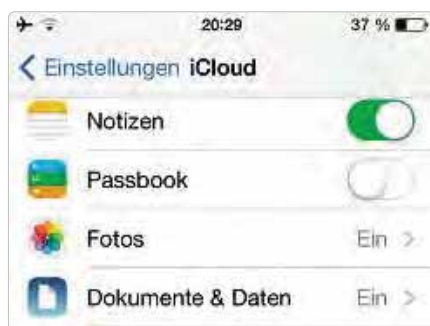 20:29 37 %
Einstellungen iCloud
Notizen
Passbook
Fotos Ein
Dokumente & Daten Ein